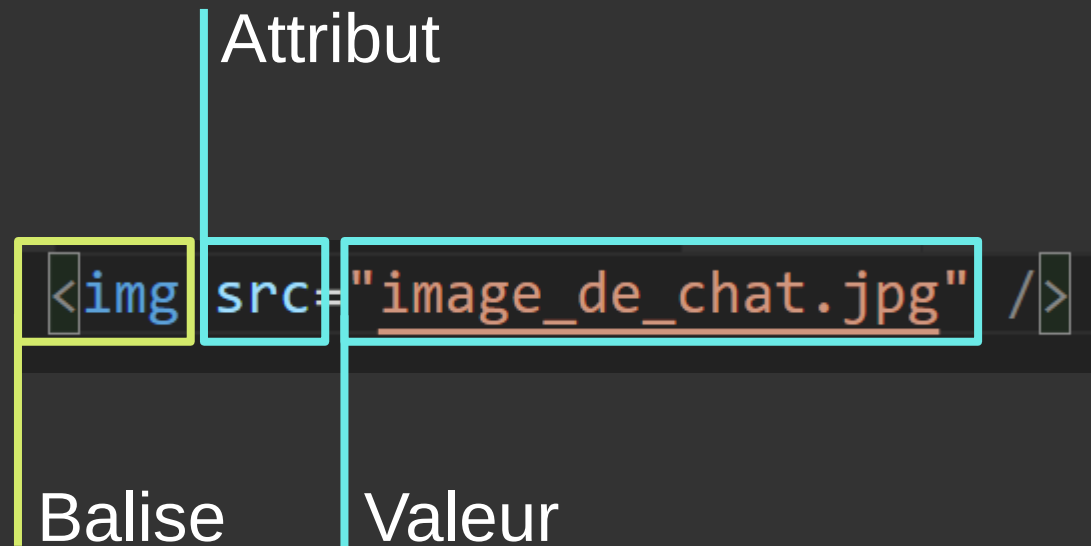 Attribut
<img src="image_de_chat.jpg" />
Balise
Valeur